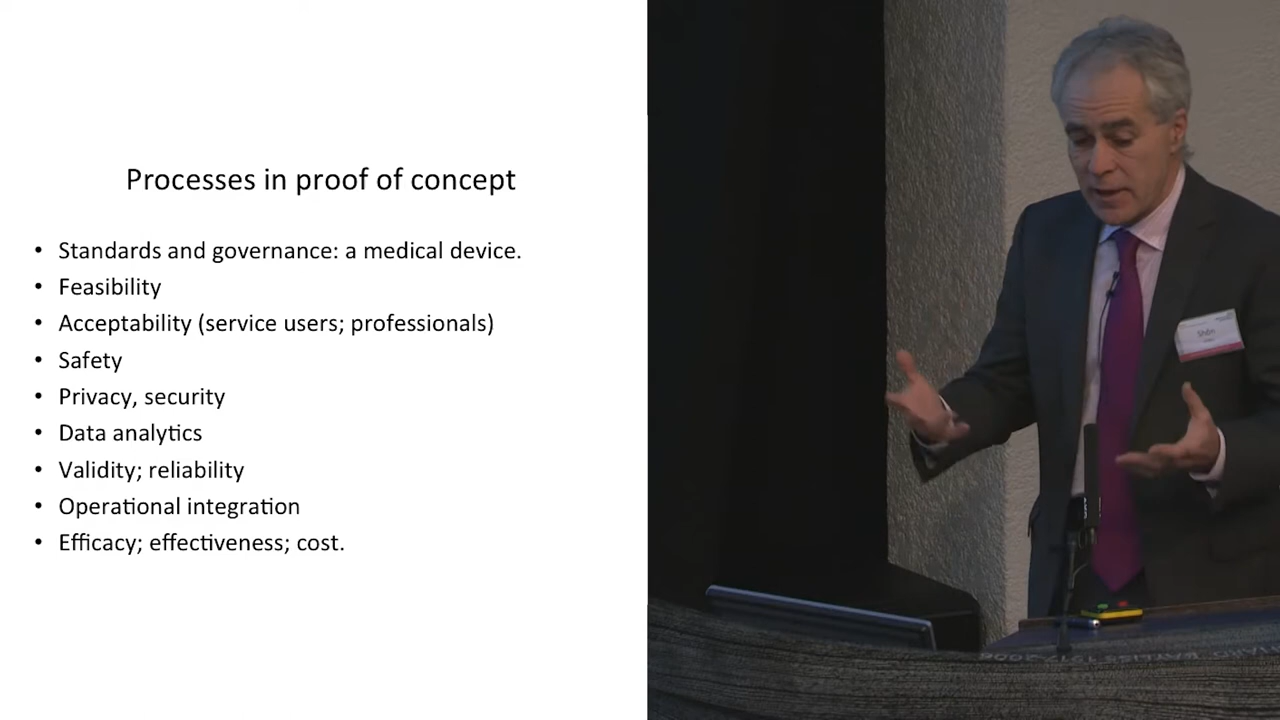 Processes in proof of concept
• Standards and governance: a medical device.
• Feasibility
• Acceptability (service users; professionals)
• Safety
• Privacy, security
• Data analytics
• Validity; reliability
• Operational integration
• Efficacy; effectiveness; cost.